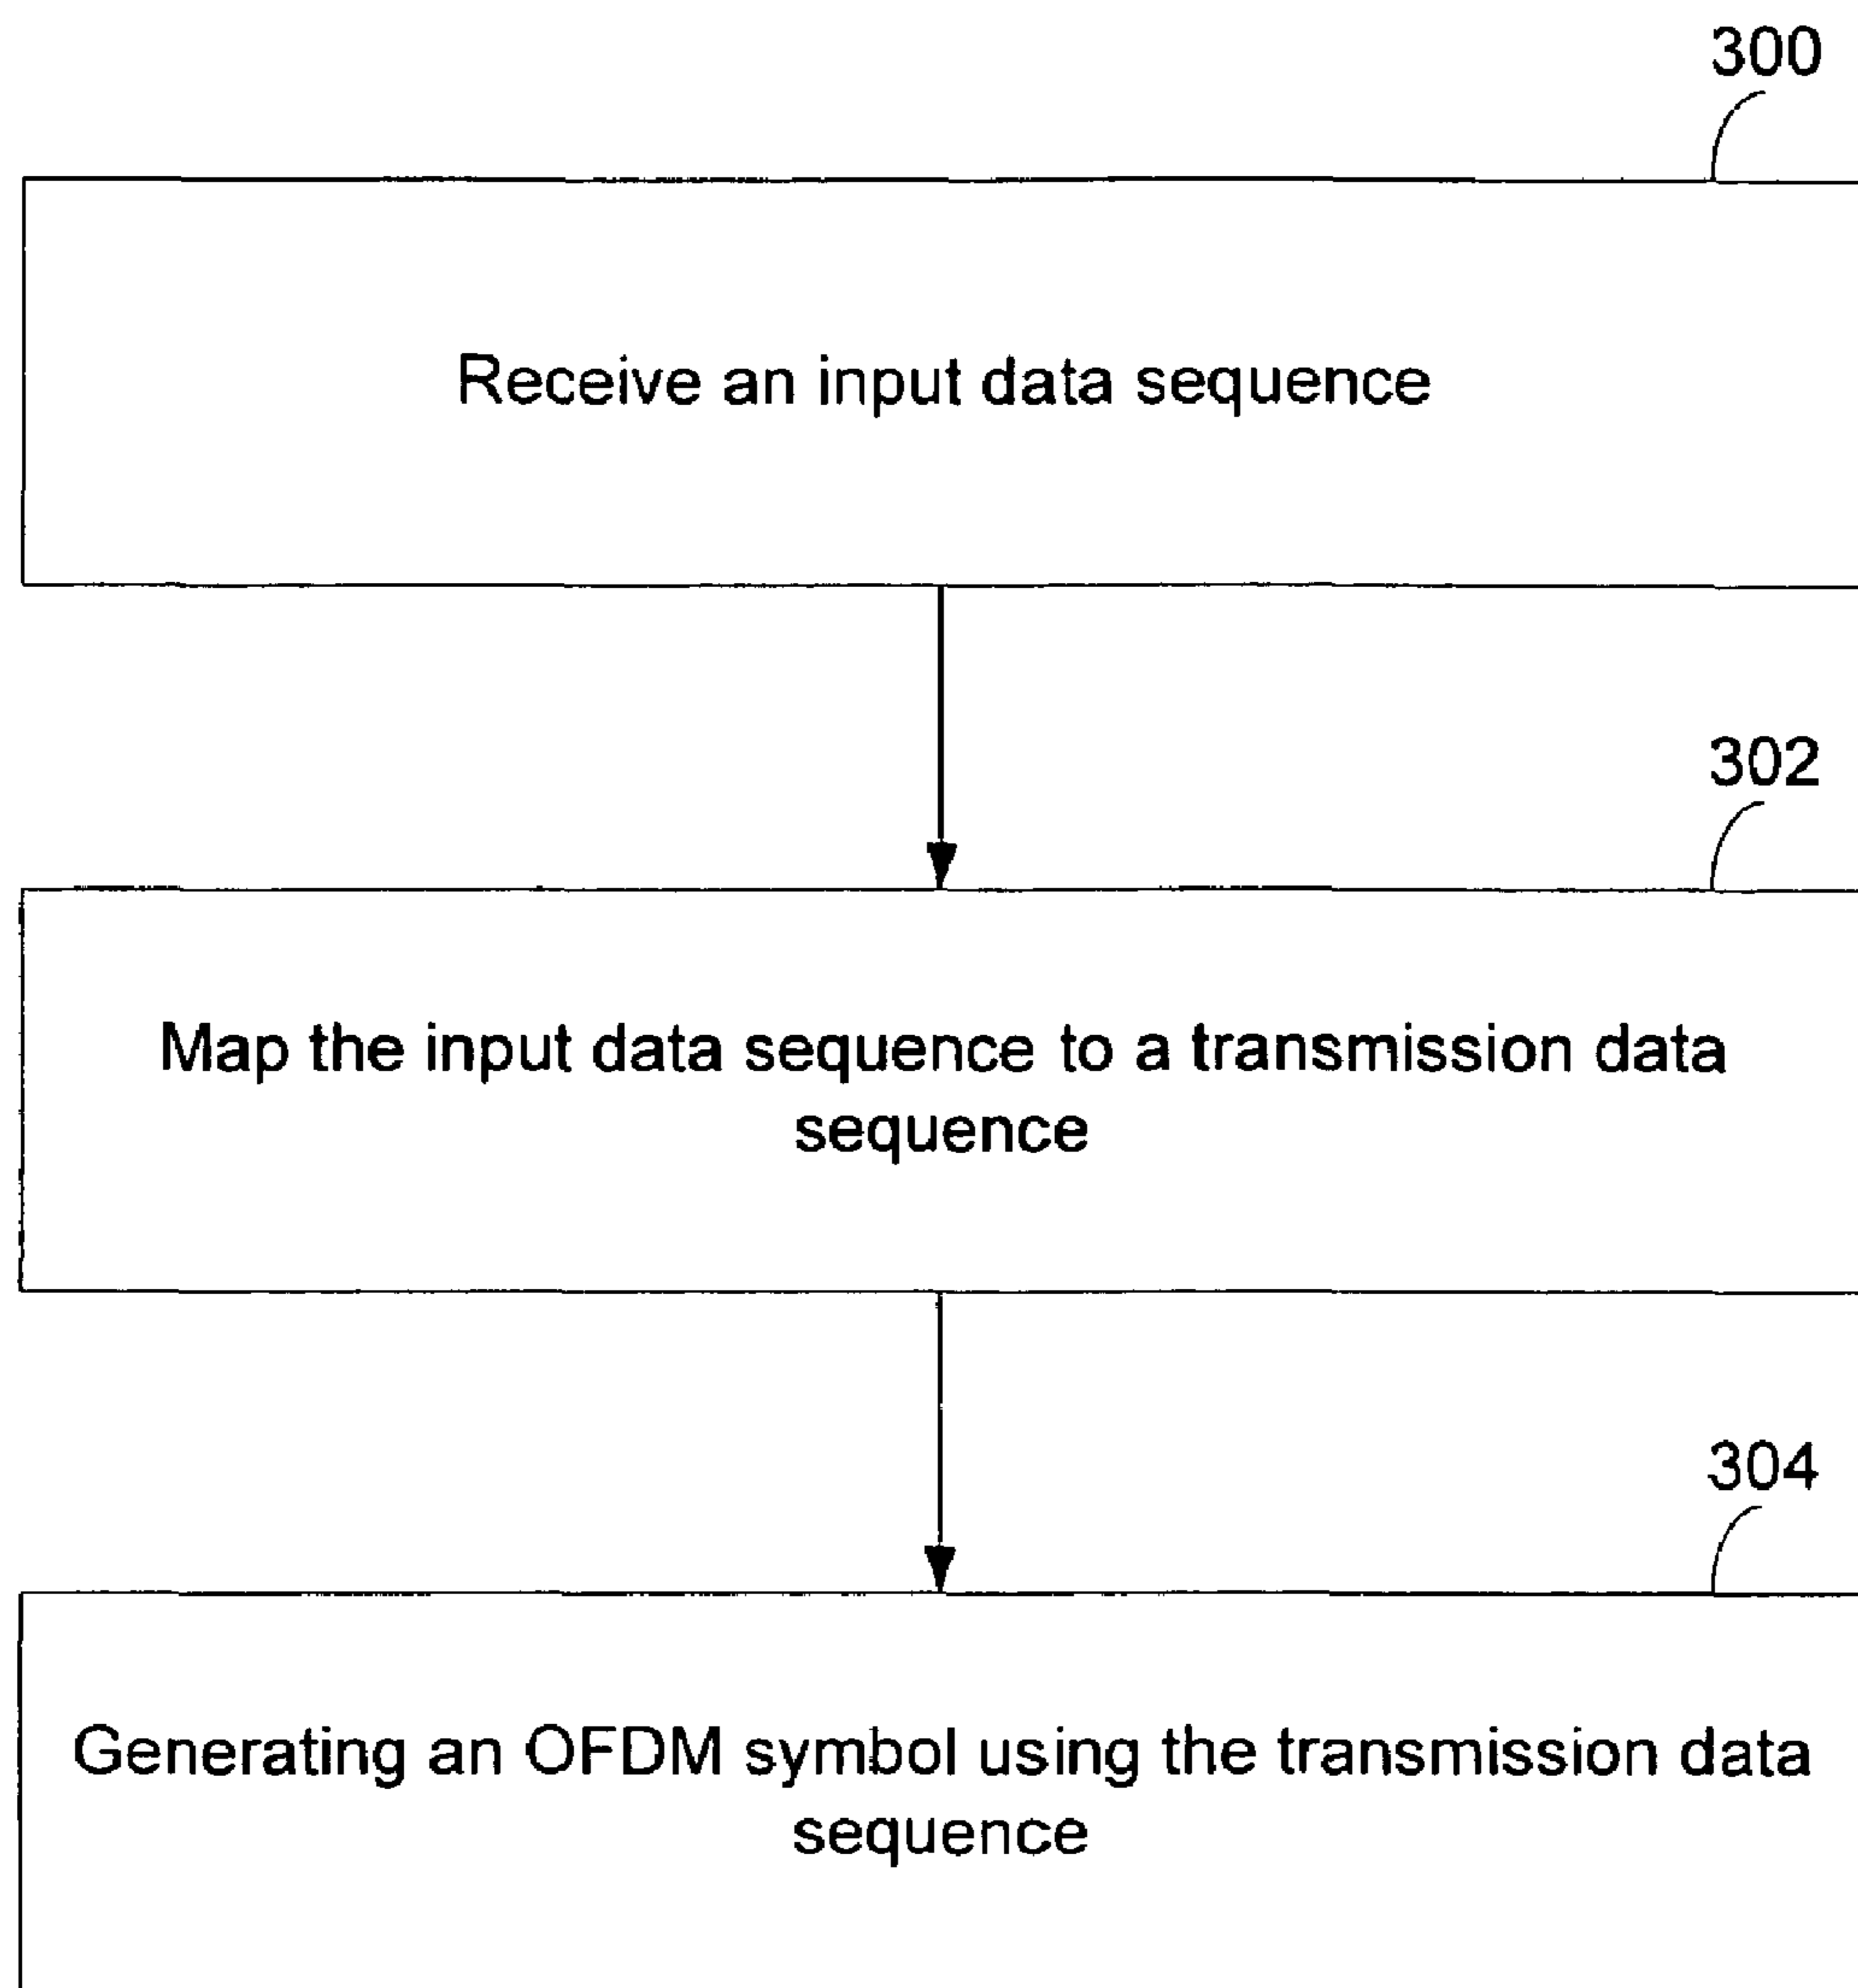 300
Receive an input data sequence
302
Map the input data sequence to a transmission data
sequence
304
Generating an OFDM symbol using the transmission data
sequence